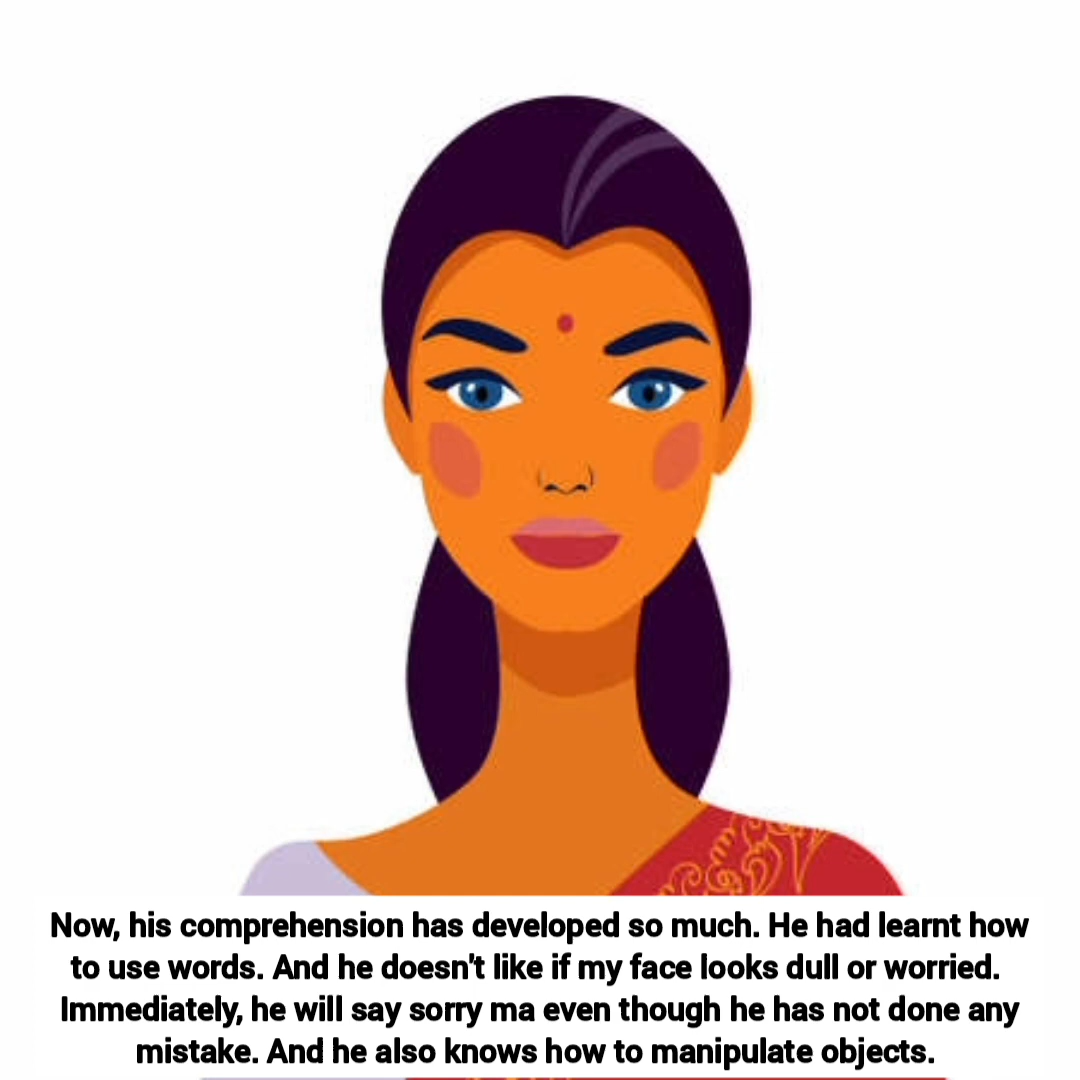 Now, his comprehension has developed so much. He had learnt how
to use words. And he doesn't like if my face looks dull or worried.
Immediately, he will say sorry ma even though he has not done any
mistake. And he also knows how to manipulate objects.